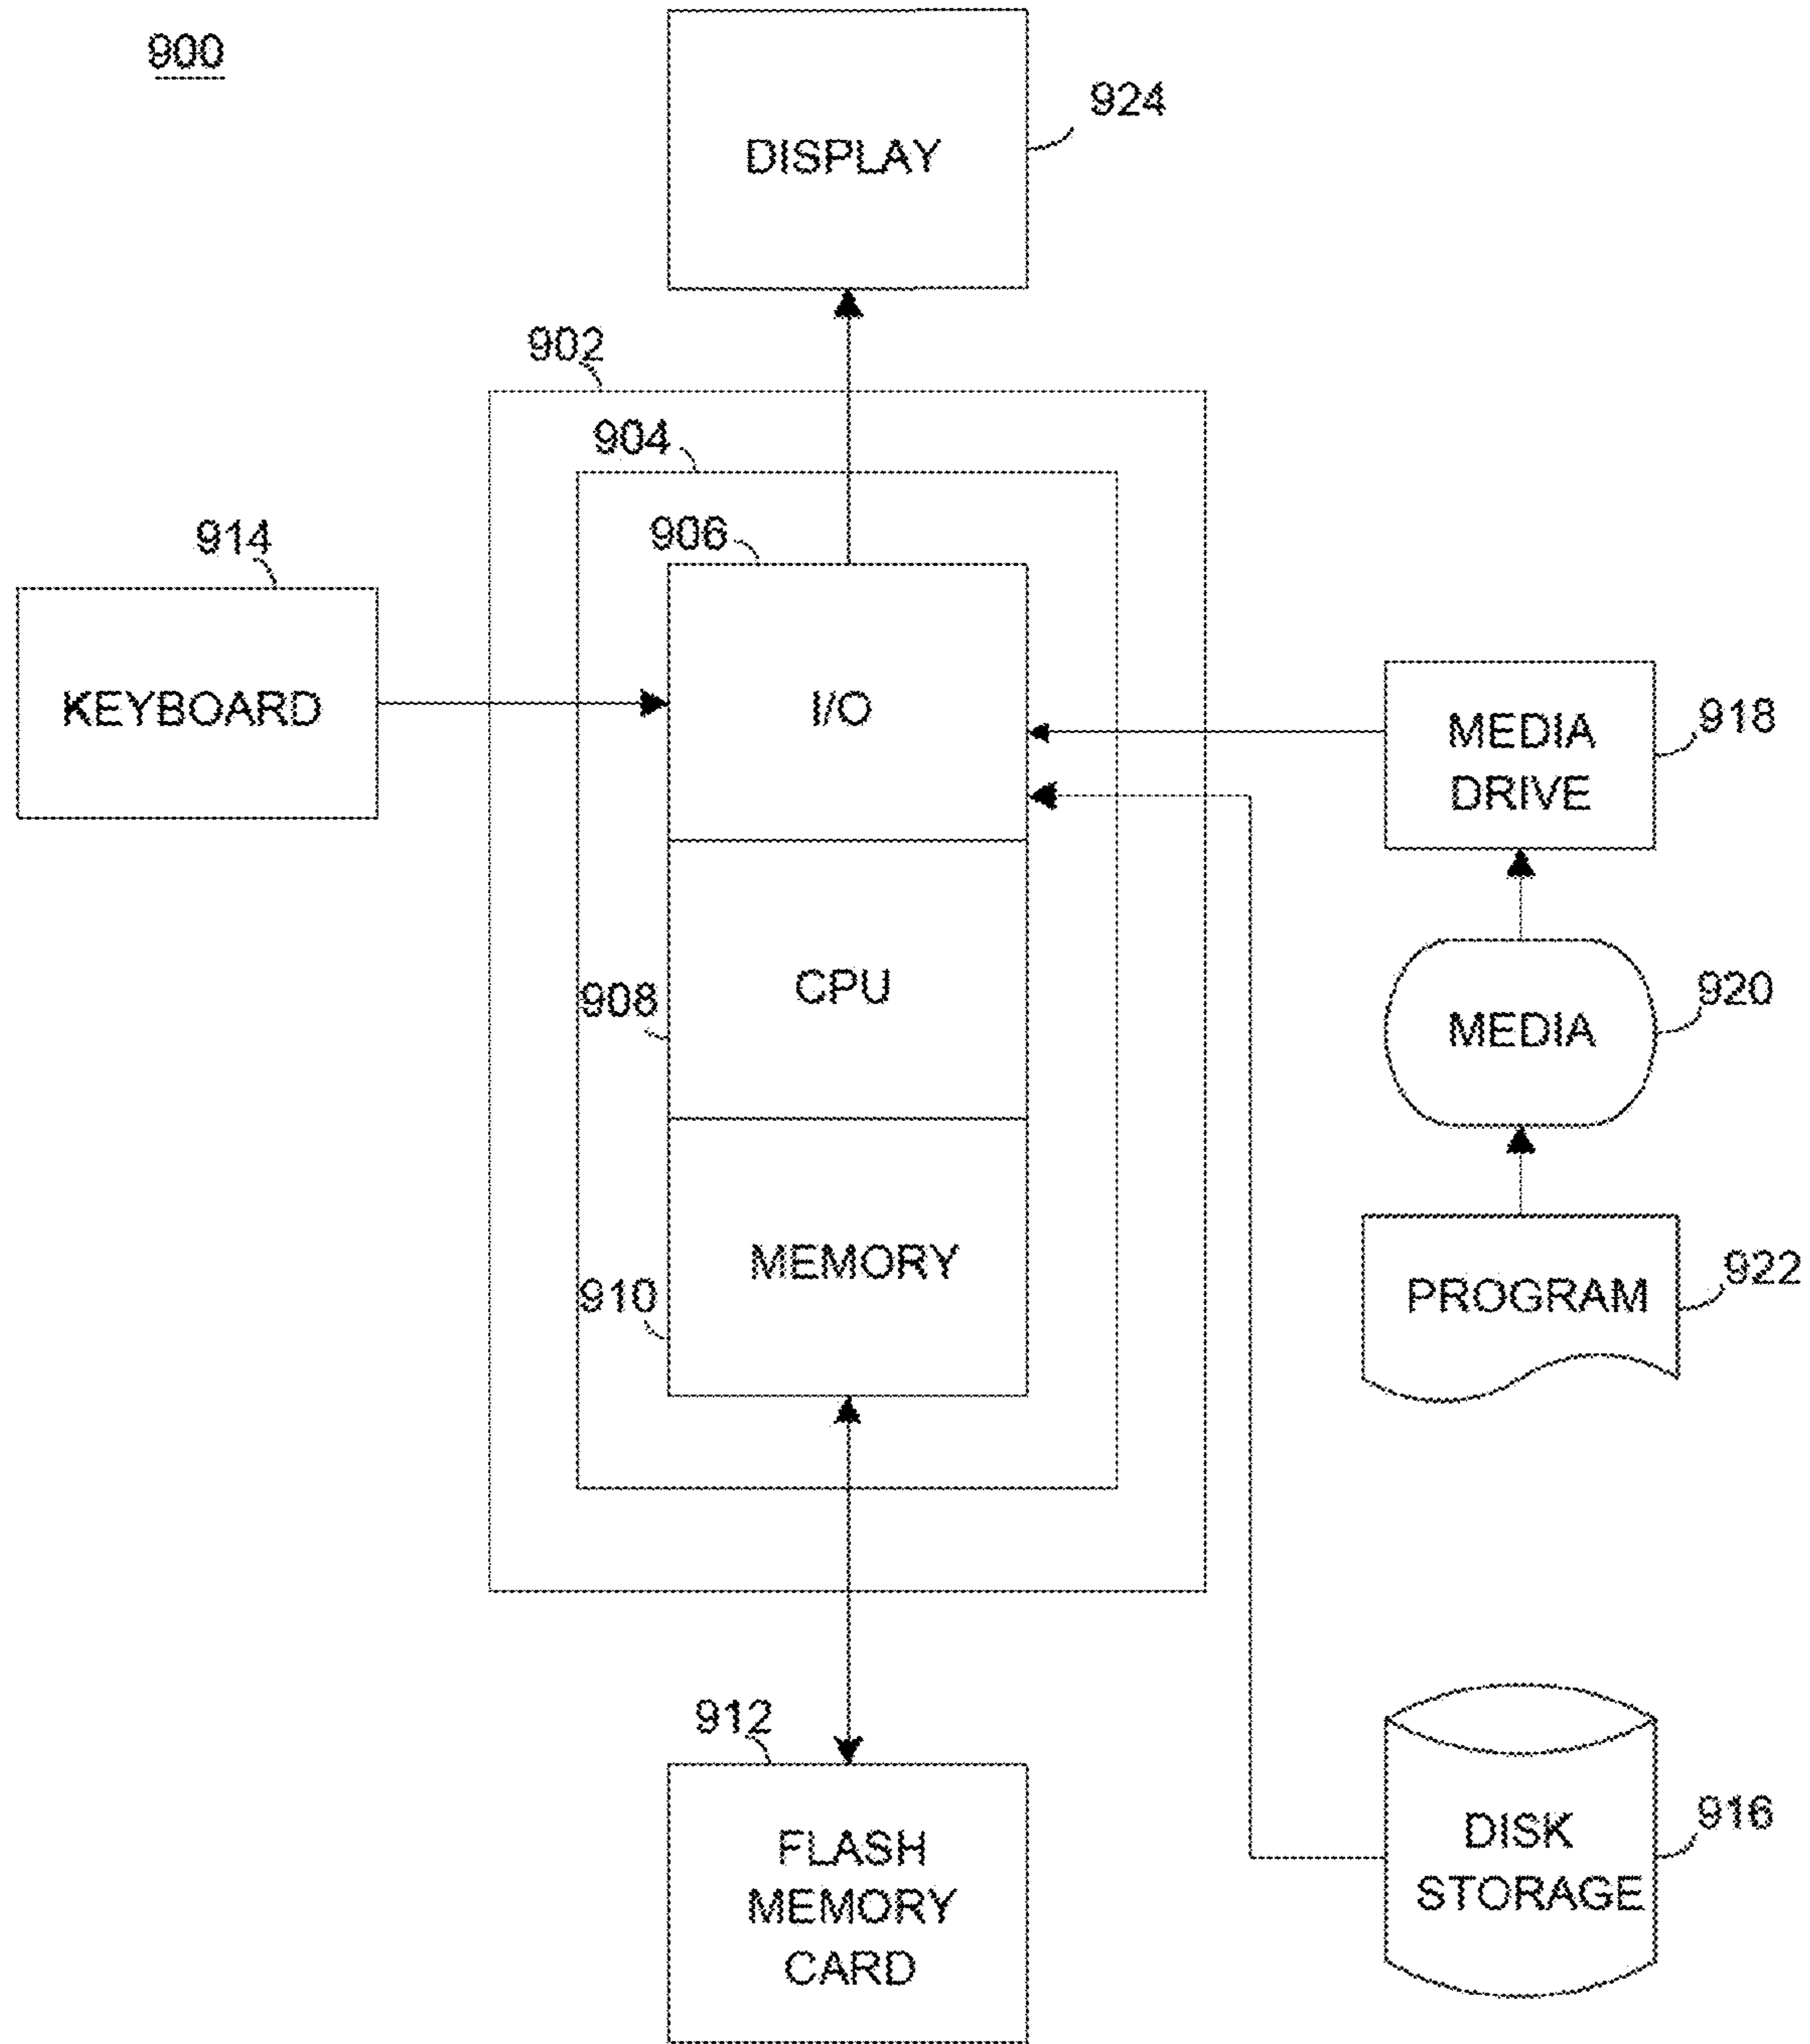 900
924
DISPLAY
902
904
906
914
KEYBOARD
I/O
918
MEDIA
DRIVE
908
CPU
920
MEDIA
910
MEMORY
922
PROGRAM
912
FLASH
MEMORY
CARD
916
DISK
STORAGE